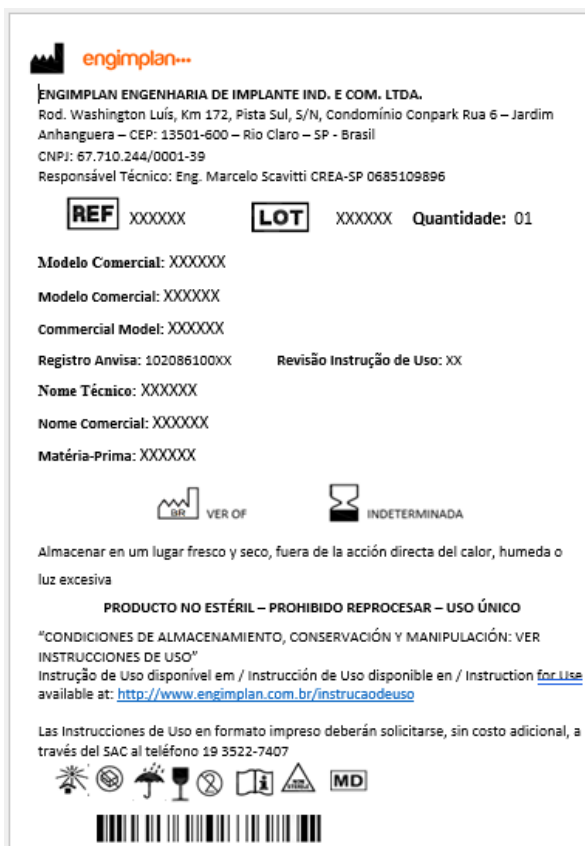 engimplan
ENGIMPLAN ENGENHARIA DE IMPLANTE IND. E COM. LTDA.
Rod. Washington Luís, Km 172, Pista Sul, S/N, Condomínio Conpark Rua 6 – Jardim
Anhanguera – CEP: 13501-600 – Rio Claro – SP - Brasil
CNPJ: 67.710.244/0001-39
Responsável Técnico: Eng. Marcelo Scavitti CREA-SP 0685109896
REF XXXXXX LOT XXXXXX Quantidade: 01
Modelo Comercial: XXXXXX
Modelo Comercial: XXXXXX
Commercial Model: XXXXXX
Registro Anvisa: 102086100XX Revisão Instrução de Uso: XX
Nome Técnico: XXXXXX
Nome Comercial: XXXXXX
Matéria-Prima: XXXXXX
BR VER OF INDETERMINADA
Almacenar en um lugar fresco y seco, fuera de la acción directa del calor, humeda o
luz excesiva
PRODUCTO NO ESTÉRIL – PROHIBIDO REPROCESAR – USO ÚNICO
“CONDICIONES DE ALMACENAMIENTO, CONSERVACIÓN Y MANIPULACIÓN: VER
INSTRUCCIONES DE USO”
Instrução de Uso disponível em / Instrucción de Uso disponible en / Instruction for Use
available at: http://www.engimplan.com.br/instrucaodeuso
Las Instrucciones de Uso en formato impreso deberán solicitarse, sin costo adicional, a
través del SAC al teléfono 19 3522-7407
NON STERILE MD